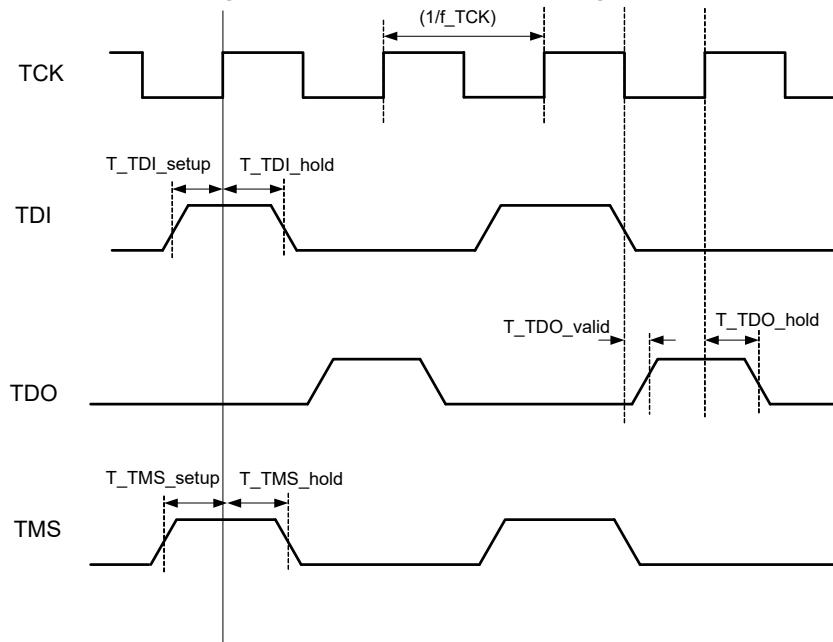 (1/f_TCK)
TCK
T_TDI_setup T_TDI_hold
TDI
T_TDO_valid T_TDO_hold
TDO
T_TMS_setup T_TMS_hold
TMS